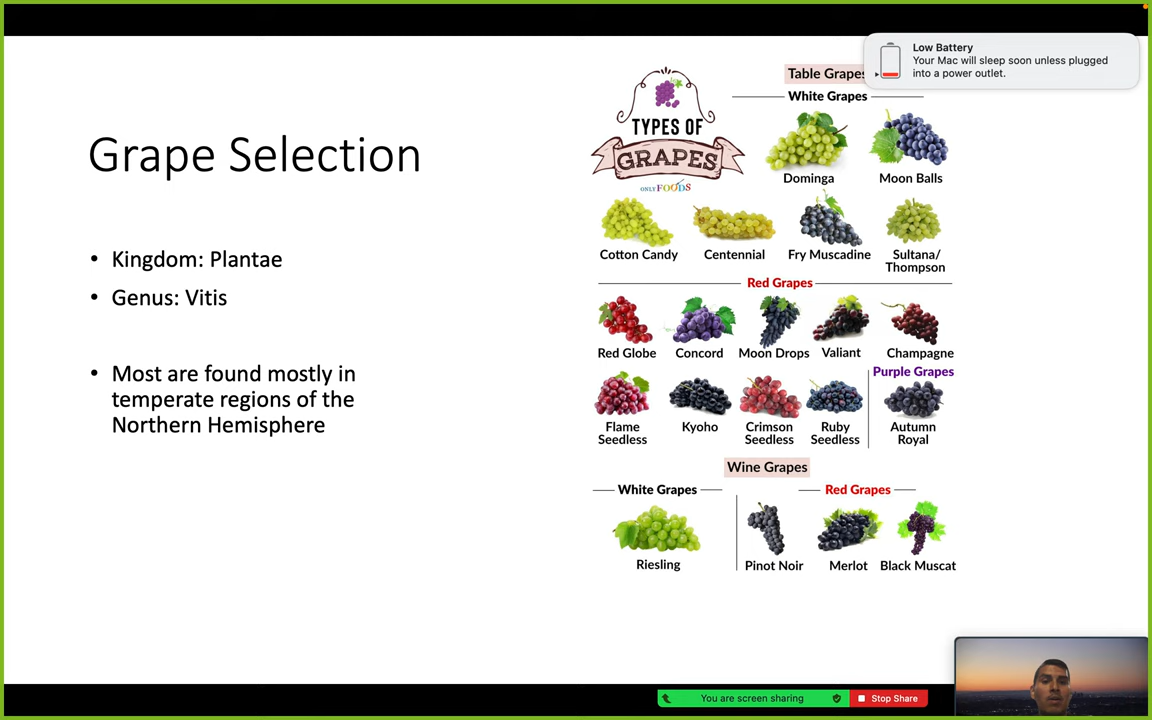 Low Battery
Your Mac will sleep soon unless plugged
into a power outlet.
Grape Selection
• Kingdom: Plantae
• Genus: Vitis
• Most are found mostly in
temperate regions of the
Northern Hemisphere
TYPES OF
GRAPES
ONLYFOODS
Table Grapes
White Grapes
Dominga
Moon Balls
Cotton Candy
Centennial
Fry Muscadine
Sultana/
Thompson
Red Grapes
Red Globe
Concord
Moon Drops
Valiant
Champagne
Flame
Seedless
Kyoho
Crimson
Seedless
Ruby
Seedless
Purple Grapes
Autumn
Royal
Wine Grapes
White Grapes
Riesling
Red Grapes
Pinot Noir
Merlot
Black Muscat
You are screen sharing
Stop Share